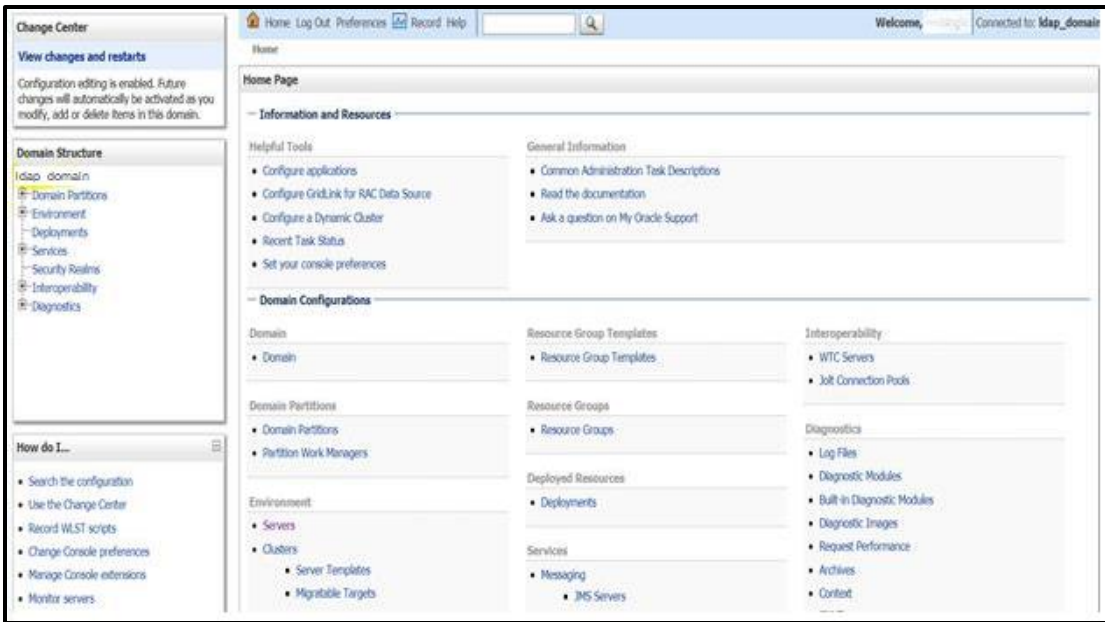 Change Center
View changes and restarts
Configuration editing is enabled. Future
changes will automatically be activated as you
modify, add or delete items in this domain.
Domain Structure
ldap_domain
Domain Partitions
Environment
Deployments
Services
Security Realms
Interoperability
Diagnostics
How do I...
Search the configuration
Use the Change Center
Record WLST scripts
Change Console preferences
Manage Console extensions
Monitor servers
Home Log Out Preferences Record Help
Welcome, Connected to: ldap_domain
Home
Home Page
Information and Resources
Helpful Tools
Configure applications
Configure GridLink for RAC Data Source
Configure a Dynamic Cluster
Recent Task Status
Set your console preferences
General Information
Common Administration Task Descriptions
Read the documentation
Ask a question on My Oracle Support
Domain Configurations
Domain
Domain
Domain Partitions
Domain Partitions
Partition Work Managers
Environment
Servers
Clusters
Server Templates
Migratable Targets
Resource Group Templates
Resource Group Templates
Resource Groups
Resource Groups
Deployed Resources
Deployments
Services
Messaging
JMS Servers
Interoperability
WTC Servers
Jolt Connection Pools
Diagnostics
Log Files
Diagnostic Modules
Built-in Diagnostic Modules
Diagnostic Images
Request Performance
Archives
Context